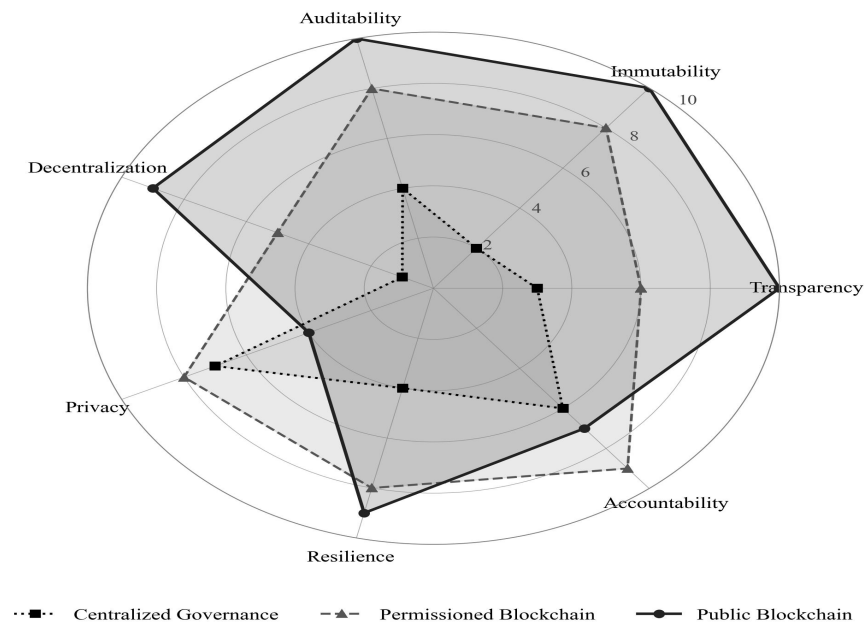 Auditability
Immutability
10
8
Decentralization
6
4
2
Transparency
Privacy
Accountability
Resilience
Centralized Governance Permissioned Blockchain Public Blockchain